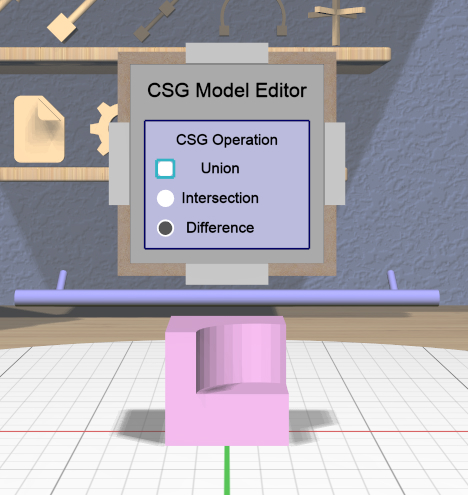 CSG Model Editor
CSG Operation
Union
Intersection
Difference